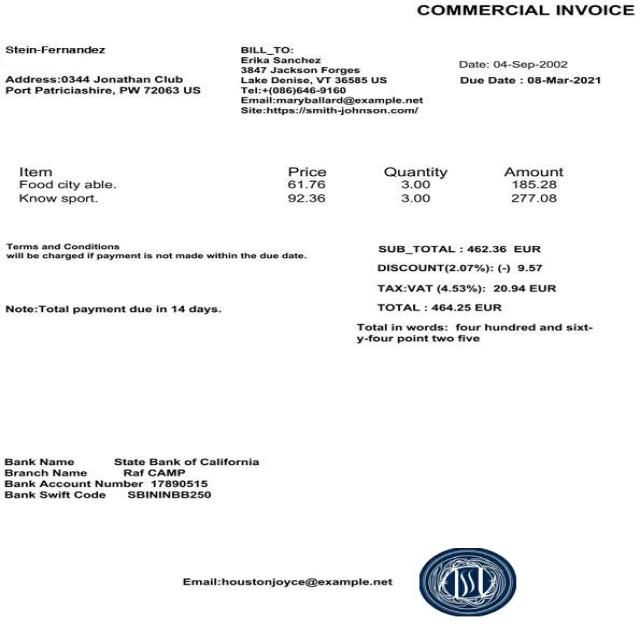 COMMERCIAL INVOICE
Stein-Fernandez
Address:0344 Jonathan Club
Port Patriciashire, PW 72063 US
BILL_TO:
Erika Sanchez
3847 Jackson Forges
Lake Denise, VT 36585 US
Tel:+(086)646-9160
Email:maryballard@example.net
Site:https://smith-johnson.com/
Date: 04-Sep-2002
Due Date : 08-Mar-2021
Item Price Quantity Amount
Food city able. 61.76 3.00 185.28
Know sport. 92.36 3.00 277.08
Terms and Conditions
will be charged if payment is not made within the due date.
Note:Total payment due in 14 days.
SUB_TOTAL : 462.36 EUR
DISCOUNT(2.07%): (-) 9.57
TAX:VAT (4.53%): 20.94 EUR
TOTAL : 464.25 EUR
Total in words: four hundred and sixt-
y-four point two five
Bank Name State Bank of California
Branch Name Raf CAMP
Bank Account Number 17890515
Bank Swift Code SBININBB250
Email:houstonjoyce@example.net